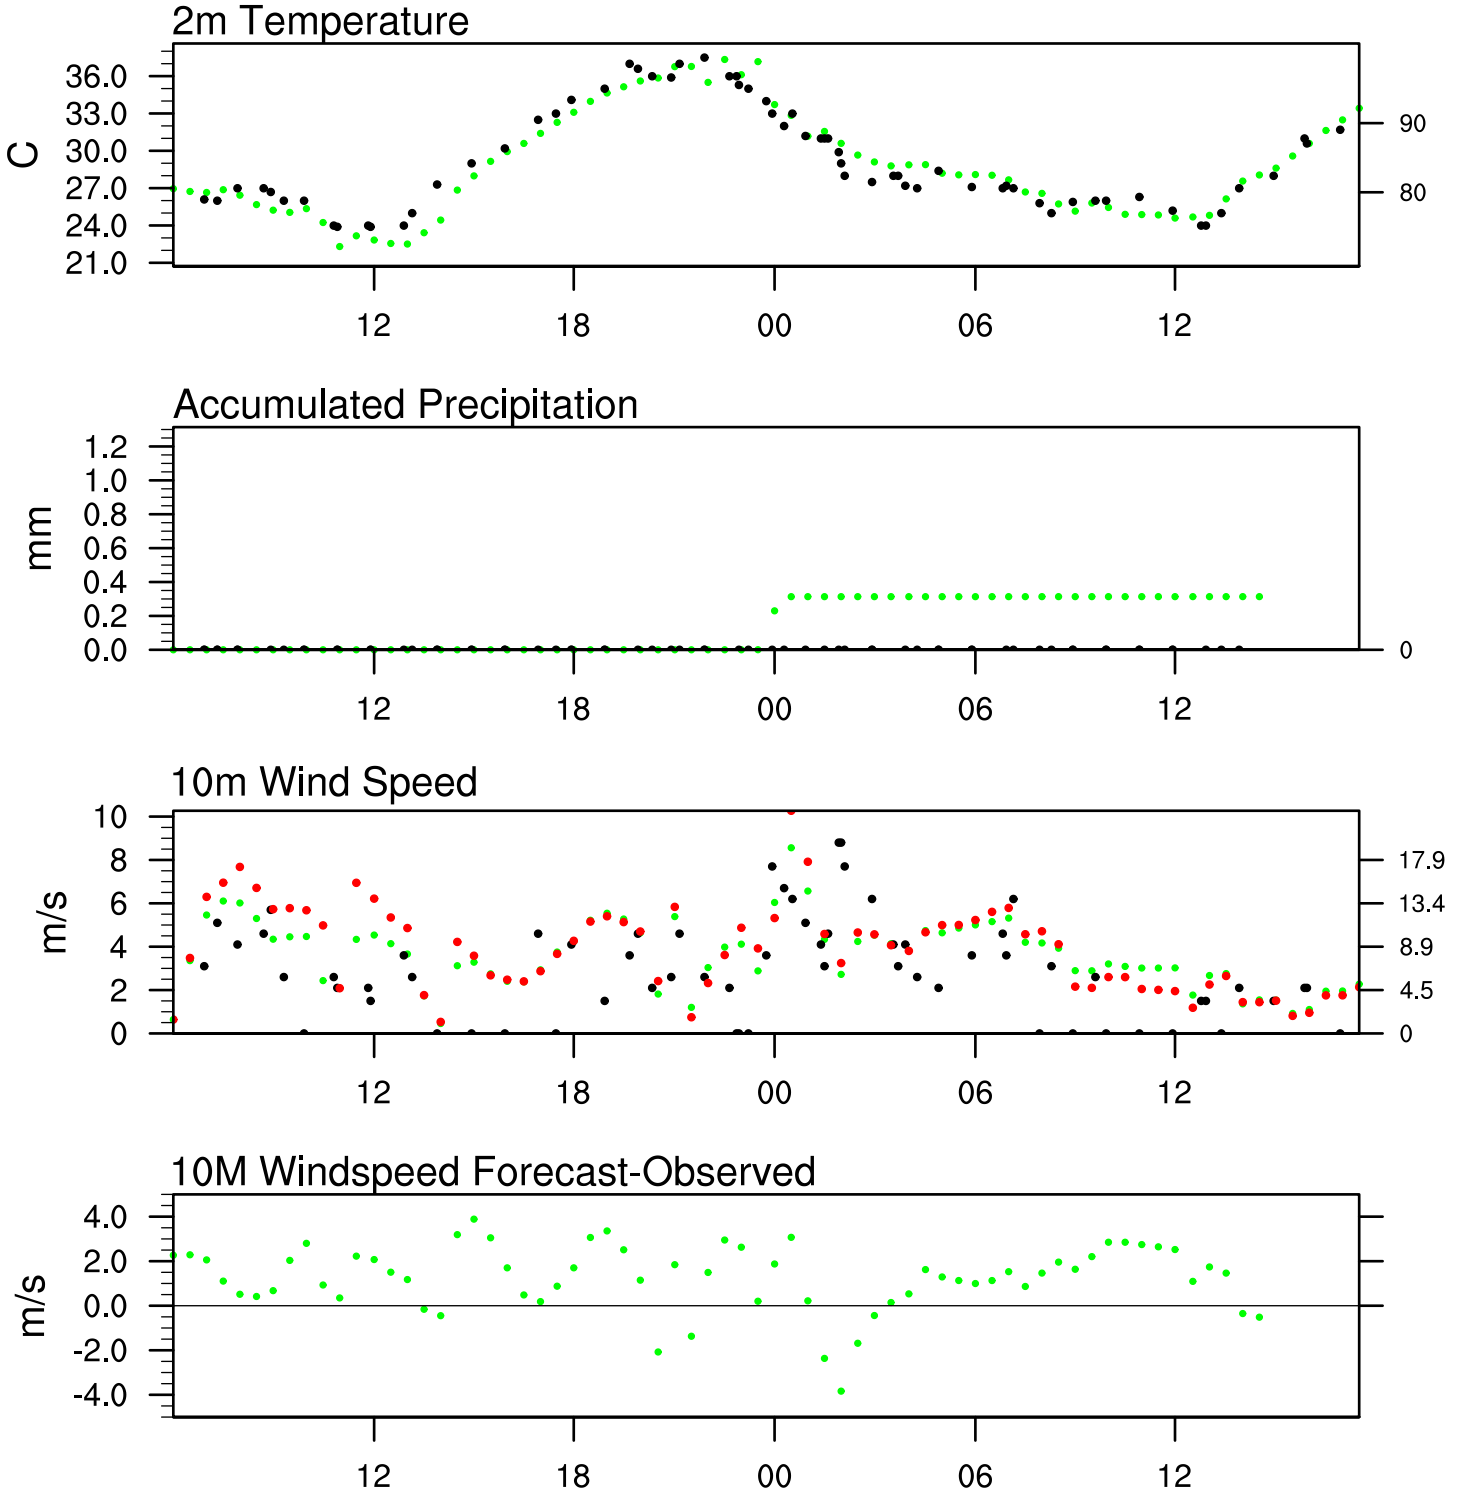 2m Temperature
C
36.0
33.0
30.0
27.0
24.0
21.0
90
80
12 18 00 06 12
Accumulated Precipitation
mm
1.2
1.0
0.8
0.6
0.4
0.2
0.0
0
12 18 00 06 12
10m Wind Speed
m/s
10
8
6
4
2
0
17.9
13.4
8.9
4.5
0
12 18 00 06 12
10M Windspeed Forecast-Observed
m/s
4.0
2.0
0.0
-2.0
-4.0
12 18 00 06 12